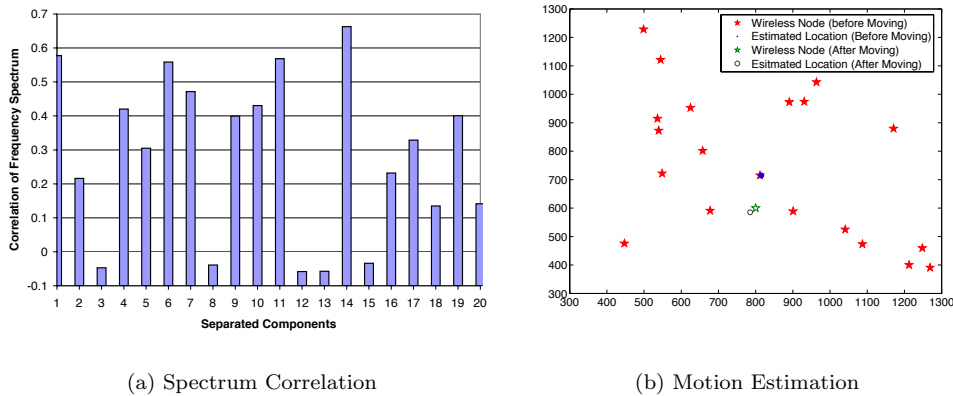 Correlation of Frequency Spectrum
0.7
0.6
0.5
0.4
0.3
0.2
0.1
0
-0.1
1 2 3 4 5 6 7 8 9 10 11 12 13 14 15 16 17 18 19 20
Separated Components
(a) Spectrum Correlation
1300
1200
1100
1000
900
800
700
600
500
400
300
300 400 500 600 700 800 900 1000 1100 1200 1300
Wireless Node (before Moving)
Estimated Location (Before Moving)
Wireless Node (After Moving)
Esitmated Location (After Moving)
(b) Motion Estimation